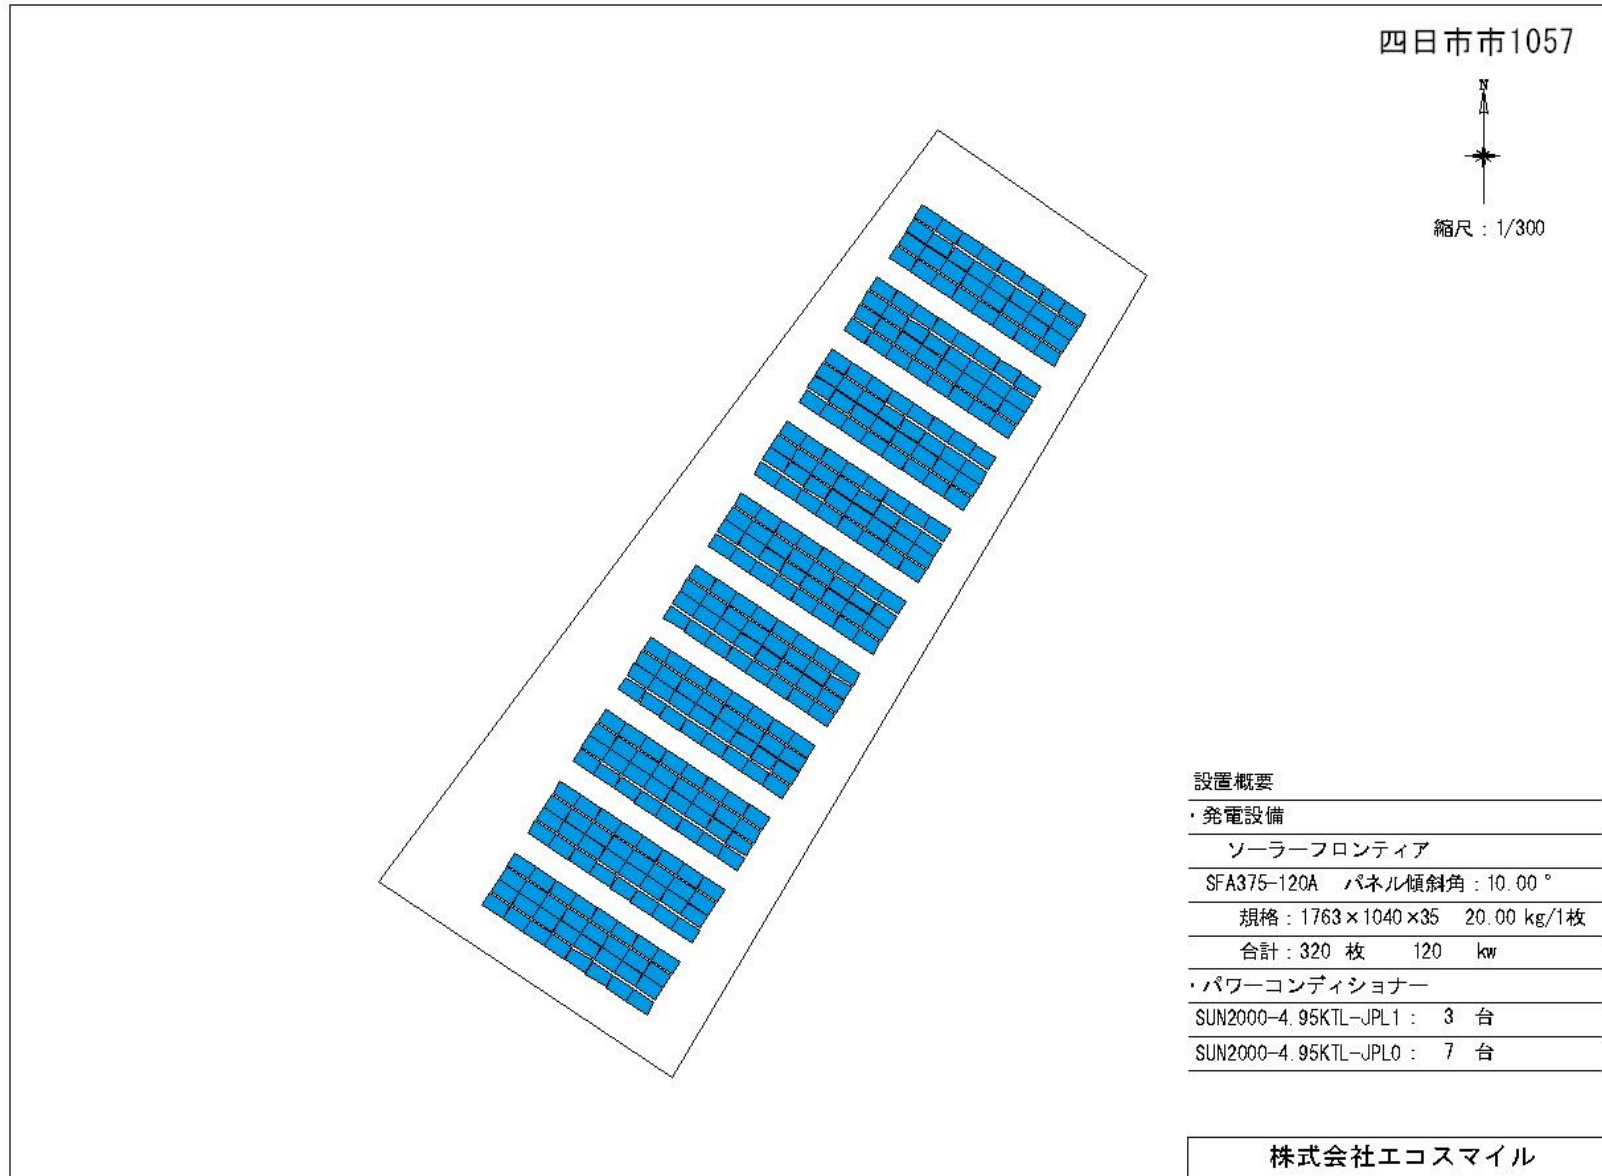 四日市市1057
N
縮尺：1/300
設置概要
・発電設備
ソーラーフロンティア
SFA375-120A パネル傾斜角：10.00°
規格：1763×1040×35 20.00 kg/1枚
合計：320 枚 120 kw
・パワーコンディショナー
SUN2000-4.95KTL-JPL1： 3 台
SUN2000-4.95KTL-JPL0： 7 台
株式会社エコスマイル